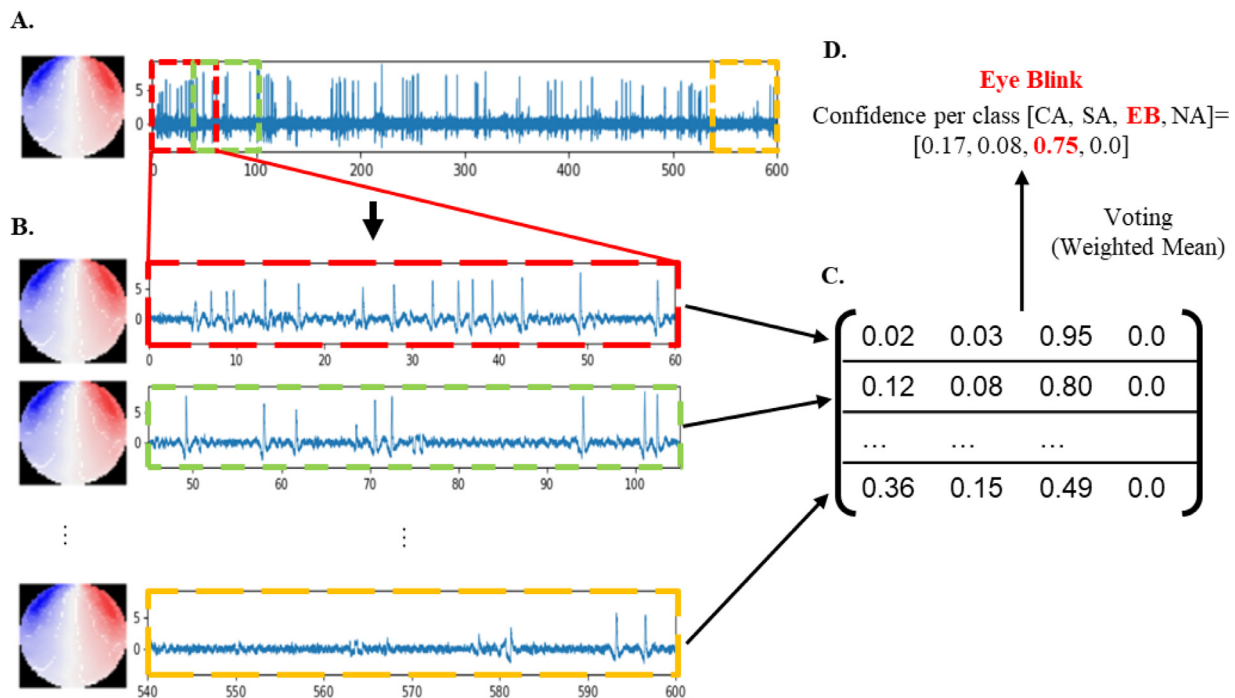 A.
5
0
0 100 200 300 400 500 600
B.
5
0
0 10 20 30 40 50 60
5
0
50 60 70 80 90 100
⋮ ⋮
5
0
540 550 560 570 580 590 600
D.
Eye Blink
Confidence per class [CA, SA, EB, NA]=
[0.17, 0.08, 0.75, 0.0]
Voting
(Weighted Mean)
C.
0.02 0.03 0.95 0.0
0.12 0.08 0.80 0.0
... ... ...
0.36 0.15 0.49 0.0